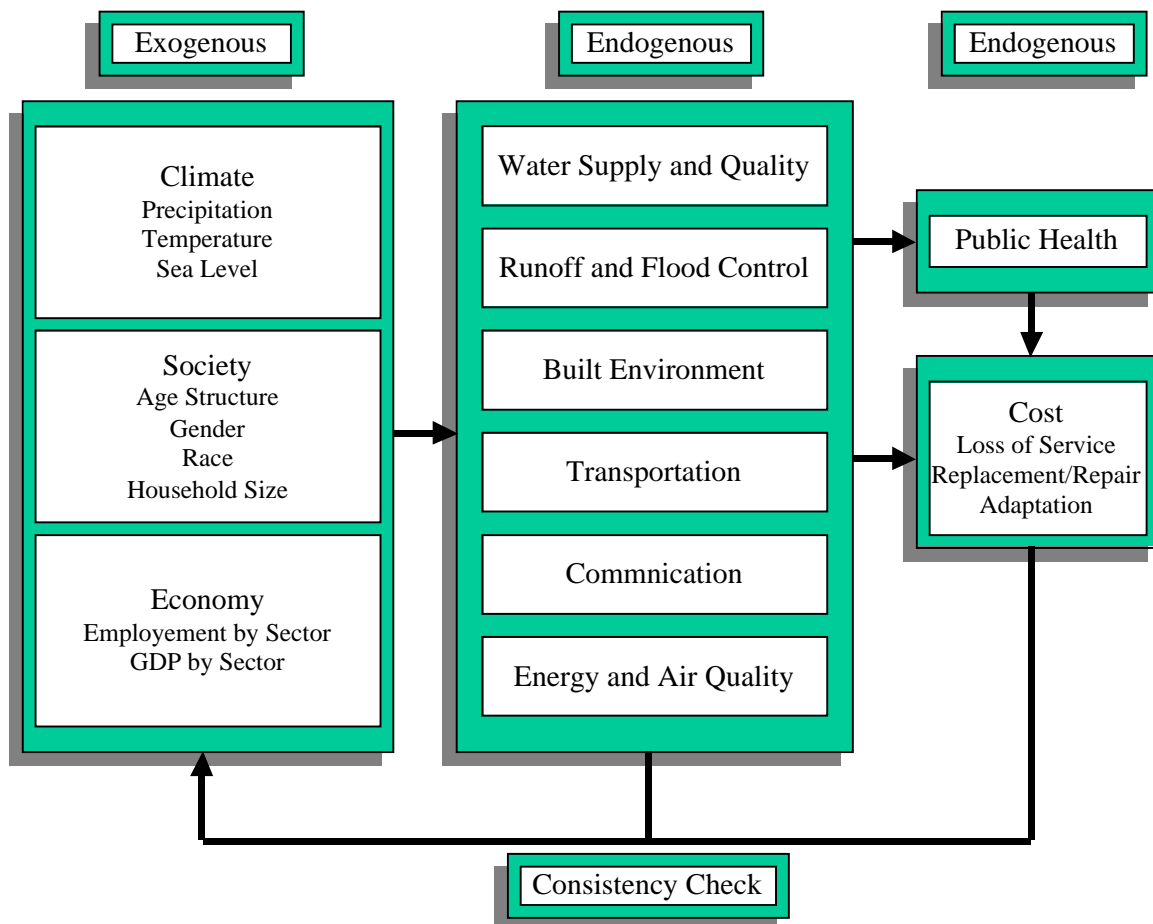 Exogenous
Endogenous
Endogenous
Climate
Precipitation
Temperature
Sea Level
Society
Age Structure
Gender
Race
Household Size
Economy
Employement by Sector
GDP by Sector
Water Supply and Quality
Runoff and Flood Control
Built Environment
Transportation
Commnication
Energy and Air Quality
Public Health
Cost
Loss of Service
Replacement/Repair
Adaptation
Consistency Check